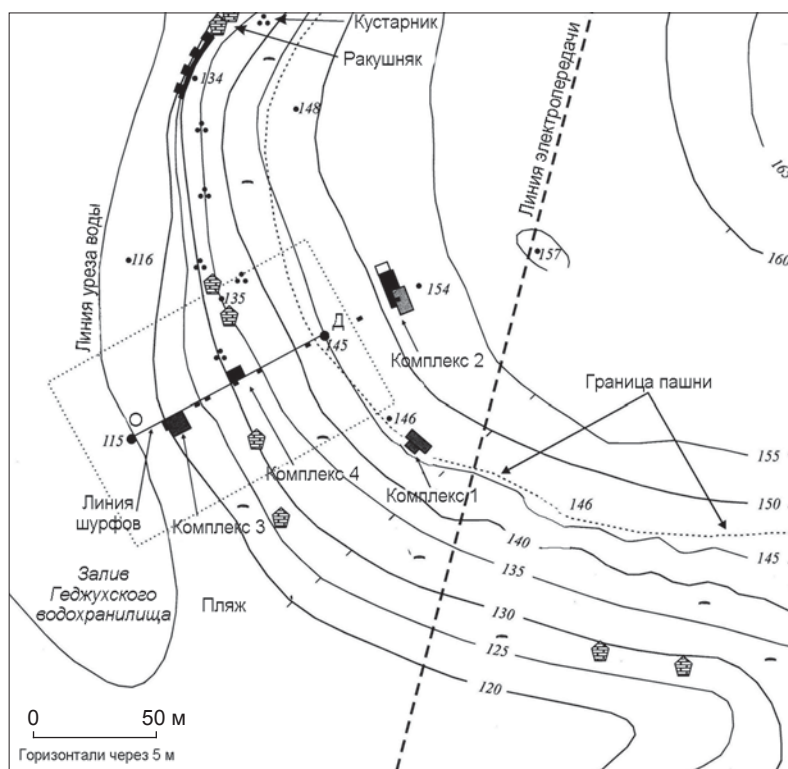 Кустарник
Ракушняк
134
148
Линия электропередачи
165
160
157
Линия уреза воды
116
135
154
Д
145
Комплекс 2
Граница пашни
О
115
146
Комплекс 4
Комплекс 1
Линия
шурфов
Комплекс 3
155
150
146
145
140
135
130
125
120
Залив
Геджухского
водохранилища
Пляж
0 50 м
Горизонтали через 5 м